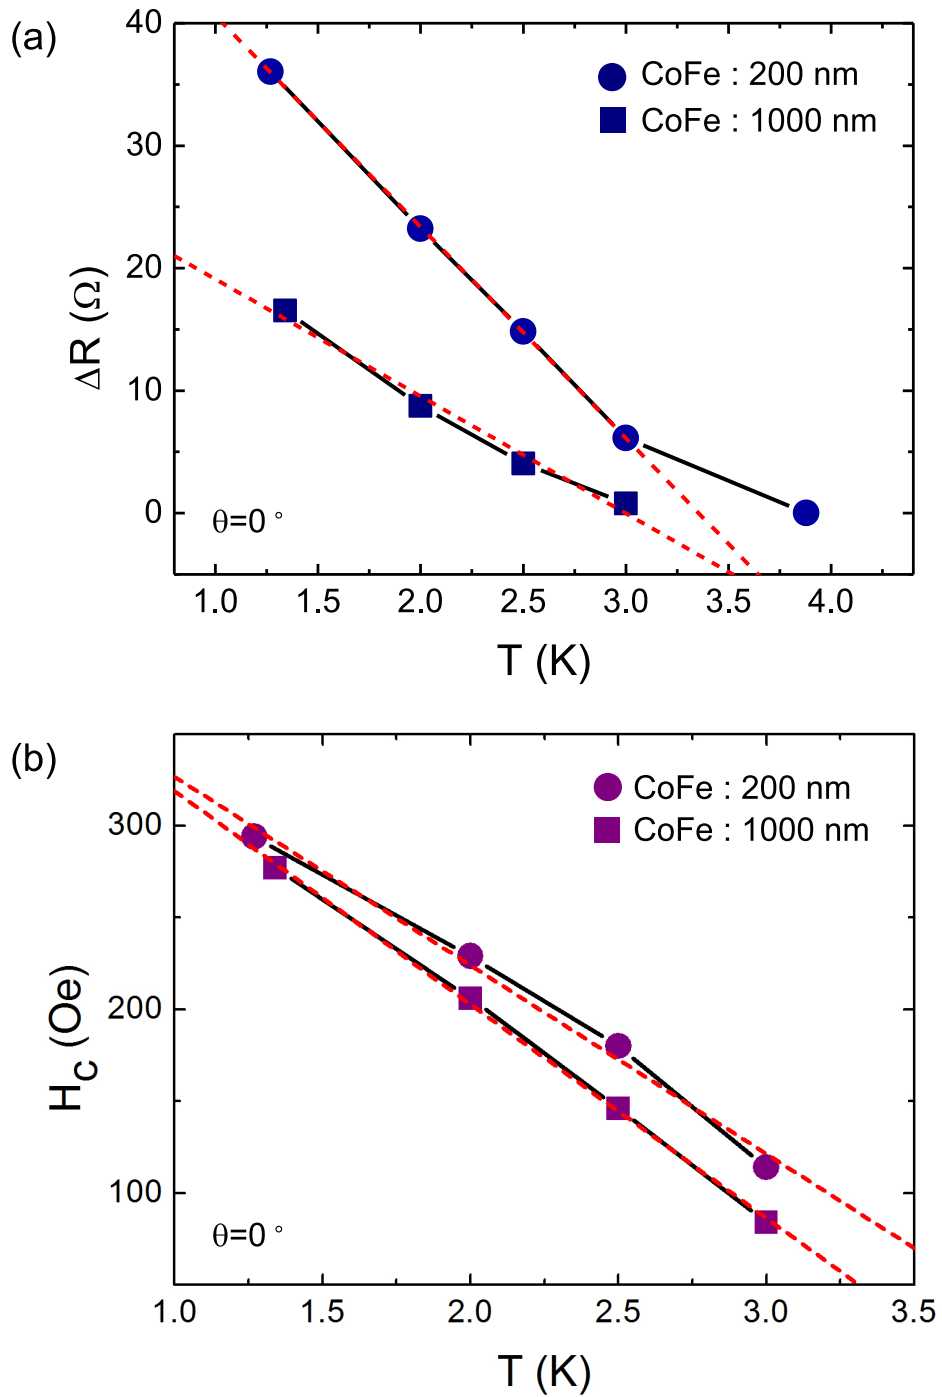 (a)
40
30
20
10
0
ΔR (Ω)
CoFe : 200 nm
CoFe : 1000 nm
θ=0 °
1.0 1.5 2.0 2.5 3.0 3.5 4.0
T (K)
(b)
300
200
100
H_C (Oe)
CoFe : 200 nm
CoFe : 1000 nm
θ=0 °
1.0 1.5 2.0 2.5 3.0 3.5
T (K)